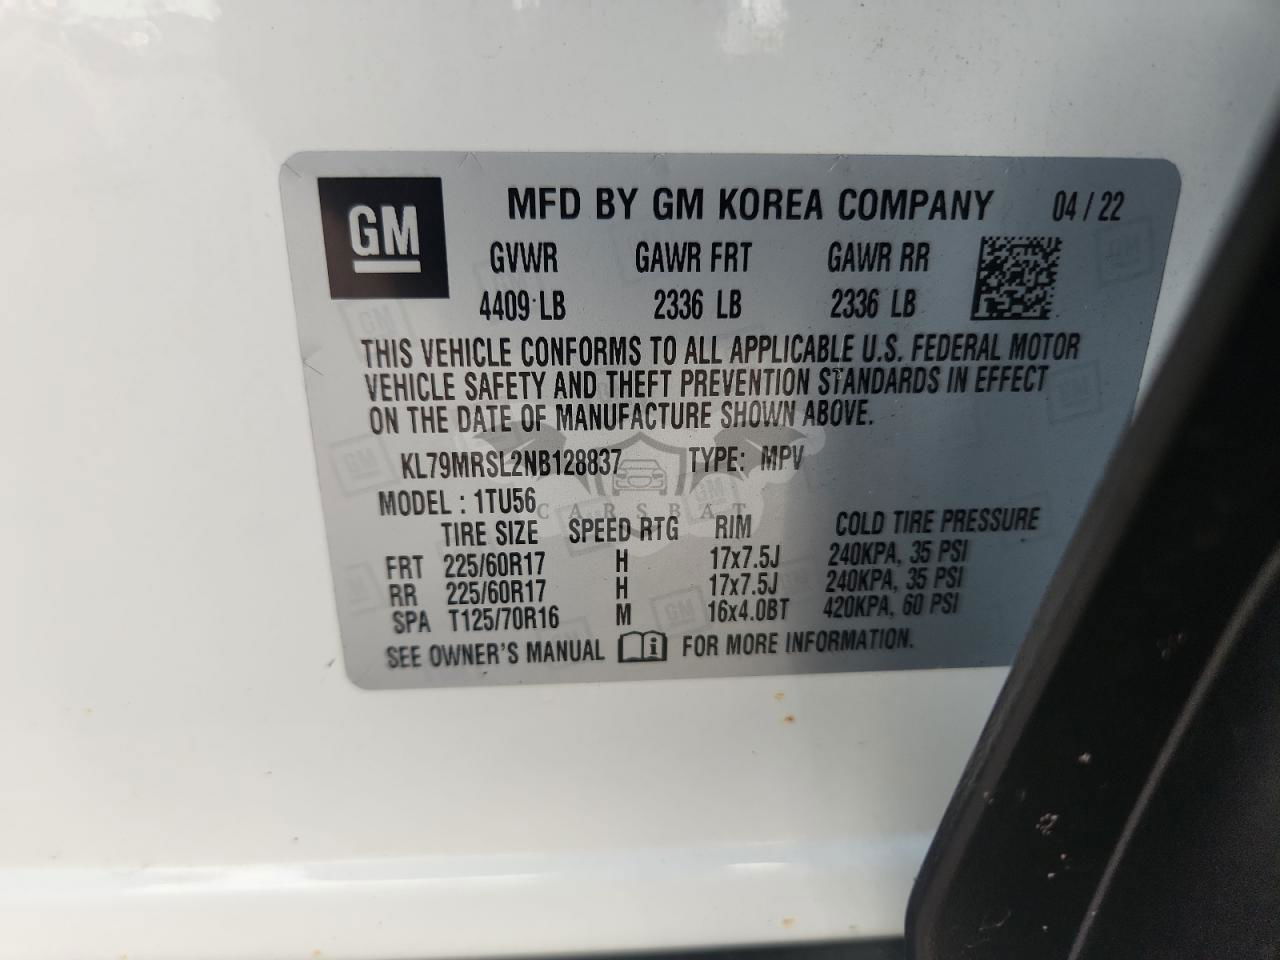 GM
MFD BY GM KOREA COMPANY 04 / 22
GVWR GAWR FRT GAWR RR
4409 LB 2336 LB 2336 LB
THIS VEHICLE CONFORMS TO ALL APPLICABLE U.S. FEDERAL MOTOR
VEHICLE SAFETY AND THEFT PREVENTION STANDARDS IN EFFECT
ON THE DATE OF MANUFACTURE SHOWN ABOVE.
KL79MRSL2NB128837 TYPE: MPV
MODEL : 1TU56
CARSBAT
TIRE SIZE SPEED RTG RIM COLD TIRE PRESSURE
FRT 225/60R17 H 17x7.5J 240KPA, 35 PSI
RR 225/60R17 H 17x7.5J 240KPA, 35 PSI
SPA T125/70R16 M 16x4.0BT 420KPA, 60 PSI
SEE OWNER'S MANUAL i FOR MORE INFORMATION.